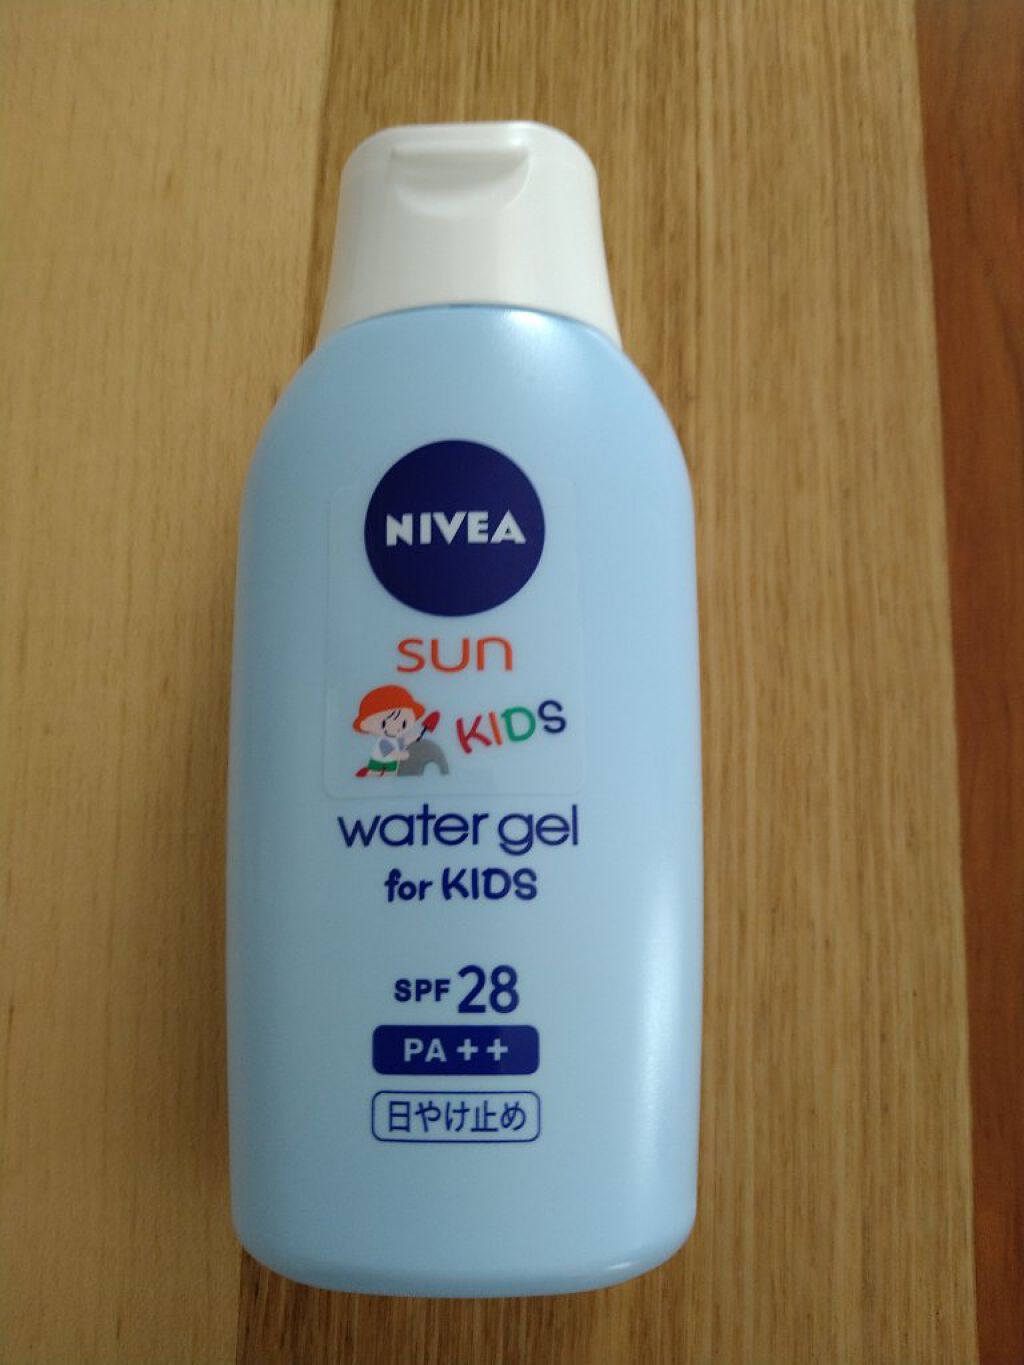 NIVEA
sun
KIDS
water gel
for KIDS
SPF 28
PA ++
日やけ止め